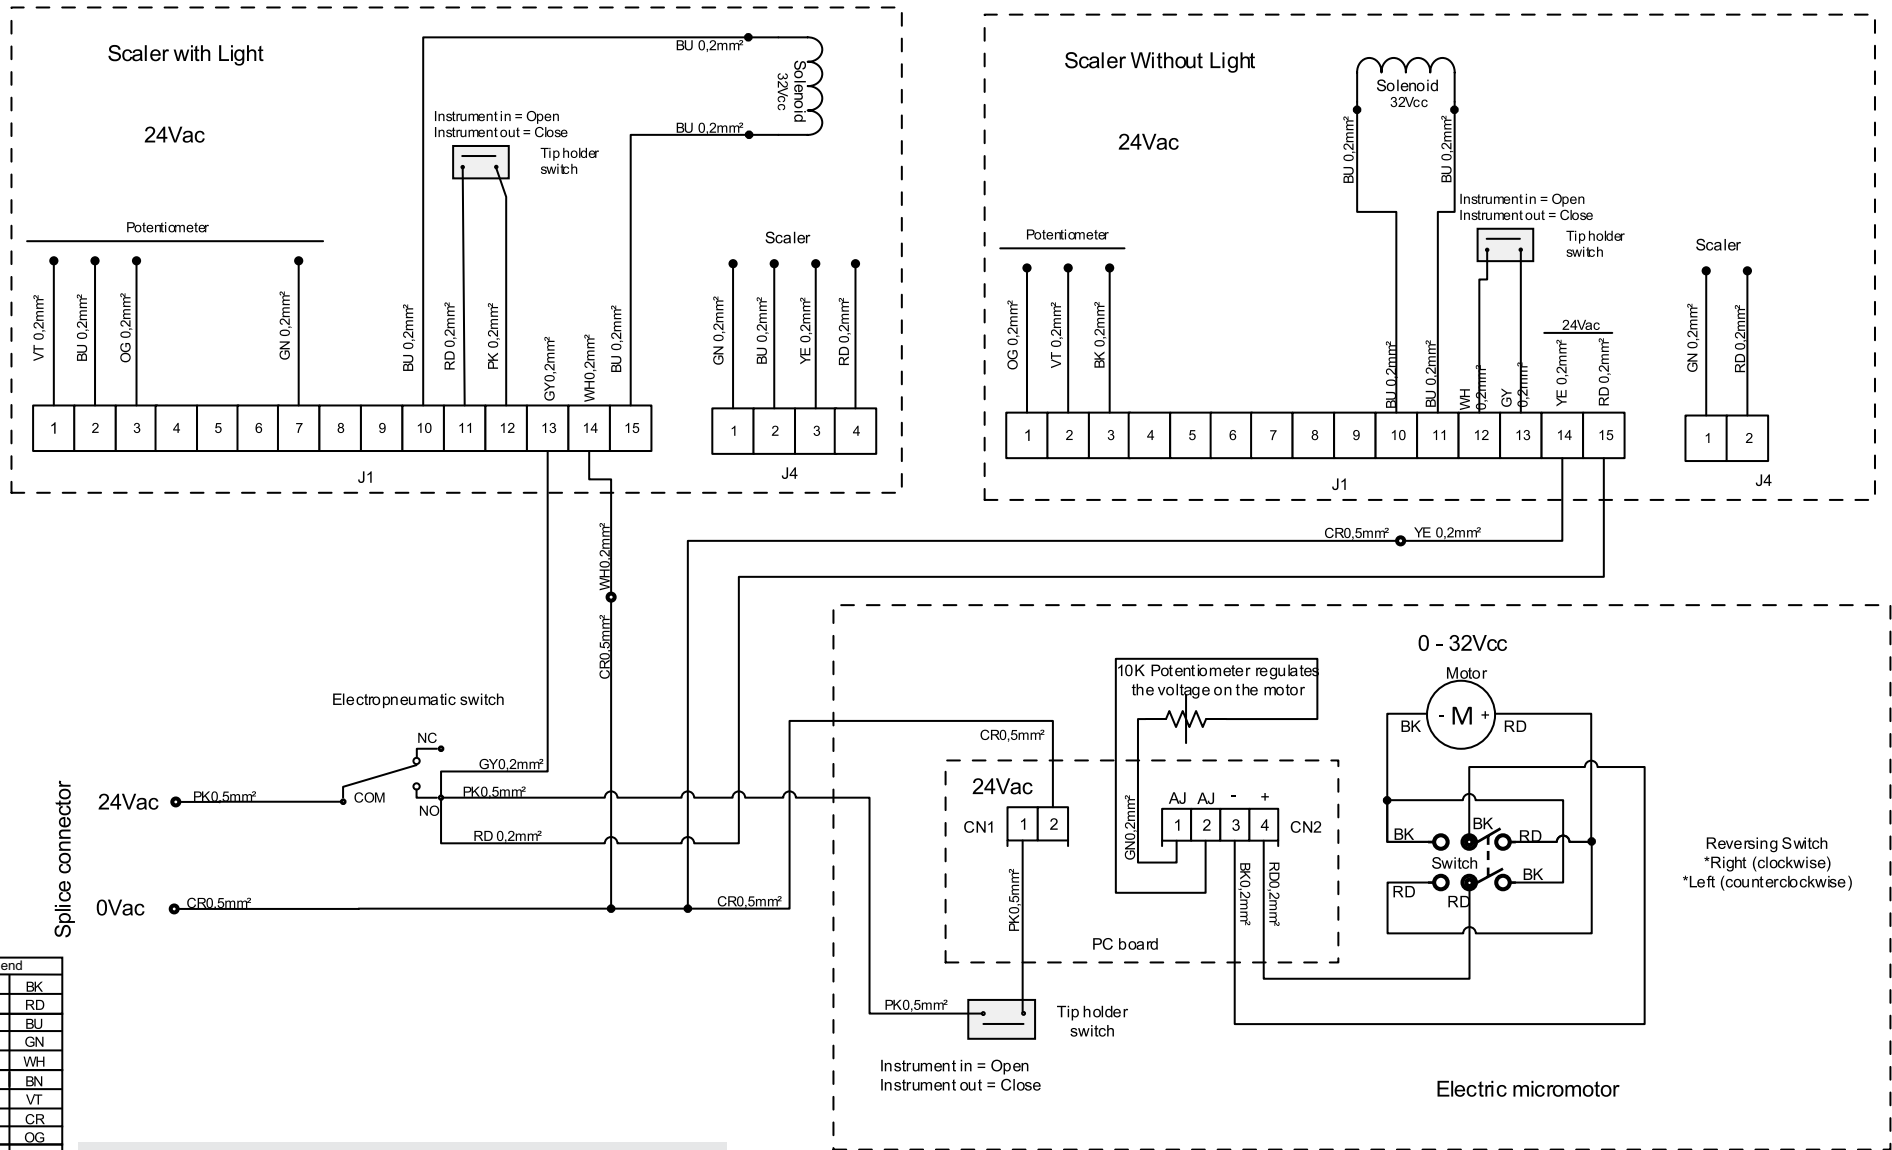 Scaler with Light
24Vac
BU 0,2mm²
Solenoid
32Vcc
BU 0,2mm²
Instrument in = Open
Instrument out = Close
Tip holder
switch
Potentiometer
VT 0,2mm²
BU 0,2mm²
OG 0,2mm²
GN 0,2mm²
BU 0,2mm²
RD 0,2mm²
PK 0,2mm²
GY0,2mm²
WH0,2mm²
BU 0,2mm²
1 2 3 4 5 6 7 8 9 10 11 12 13 14 15
J1
Scaler
GN 0,2mm²
BU 0,2mm²
YE 0,2mm²
RD 0,2mm²
1 2 3 4
J4
Scaler Without Light
24Vac
Solenoid
32Vcc
BU 0,2mm²
BU 0,2mm²
Instrument in = Open
Instrument out = Close
Tip holder
switch
Potentiometer
OG 0,2mm²
VT 0,2mm²
BK 0,2mm²
BU 0,2mm²
BU 0,2mm²
WH
0,2mm²
GY
0,2mm²
24Vac
YE 0,2mm²
RD 0,2mm²
1 2 3 4 5 6 7 8 9 10 11 12 13 14 15
J1
Scaler
GN 0,2mm²
RD 0,2mm²
1 2
J4
CR0,5mm² YE 0,2mm²
WH0,2mm²
CR0,5mm²
Electropneumatic switch
NC
COM
NO
GY0,2mm²
PK0,5mm²
RD 0,2mm²
Splice connector
24Vac
PK0,5mm²
0Vac
CR0,5mm²
CR0,5mm²
CR0,5mm²
10K Potentiometer regulates
the voltage on the motor
24Vac
CN1
1 2
GN0,2mm²
AJ AJ - +
1 2 3 4
CN2
PK0,5mm²
BK0,2mm²
RD0,2mm²
PC board
PK0,5mm²
Tip holder
switch
Instrument in = Open
Instrument out = Close
0 - 32Vcc
Motor
- M +
BK
RD
BK
BK
RD
Switch
RD
RD
BK
Reversing Switch
*Right (clockwise)
*Left (counterclockwise)
Electric micromotor
end
BK
RD
BU
GN
WH
BN
VT
CR
OG